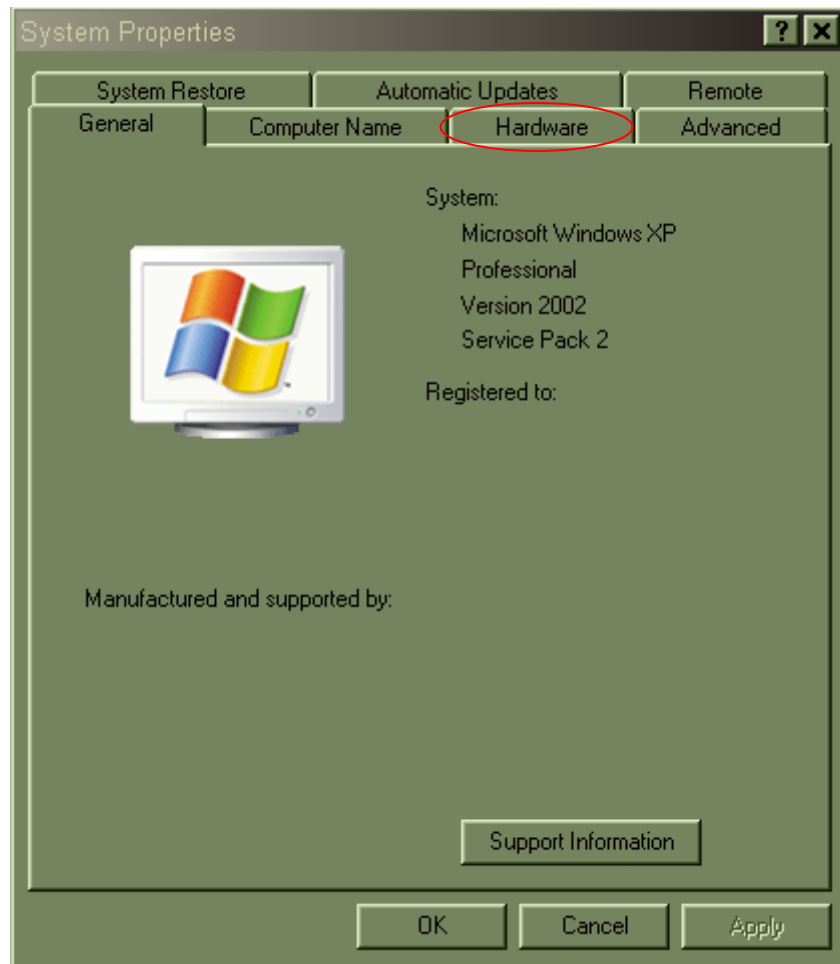 System Properties
System Restore
Automatic Updates
Remote
General
Computer Name
Hardware
Advanced
System:
Microsoft Windows XP
Professional
Version 2002
Service Pack 2
Registered to:
Manufactured and supported by:
Support Information
OK
Cancel
Apply